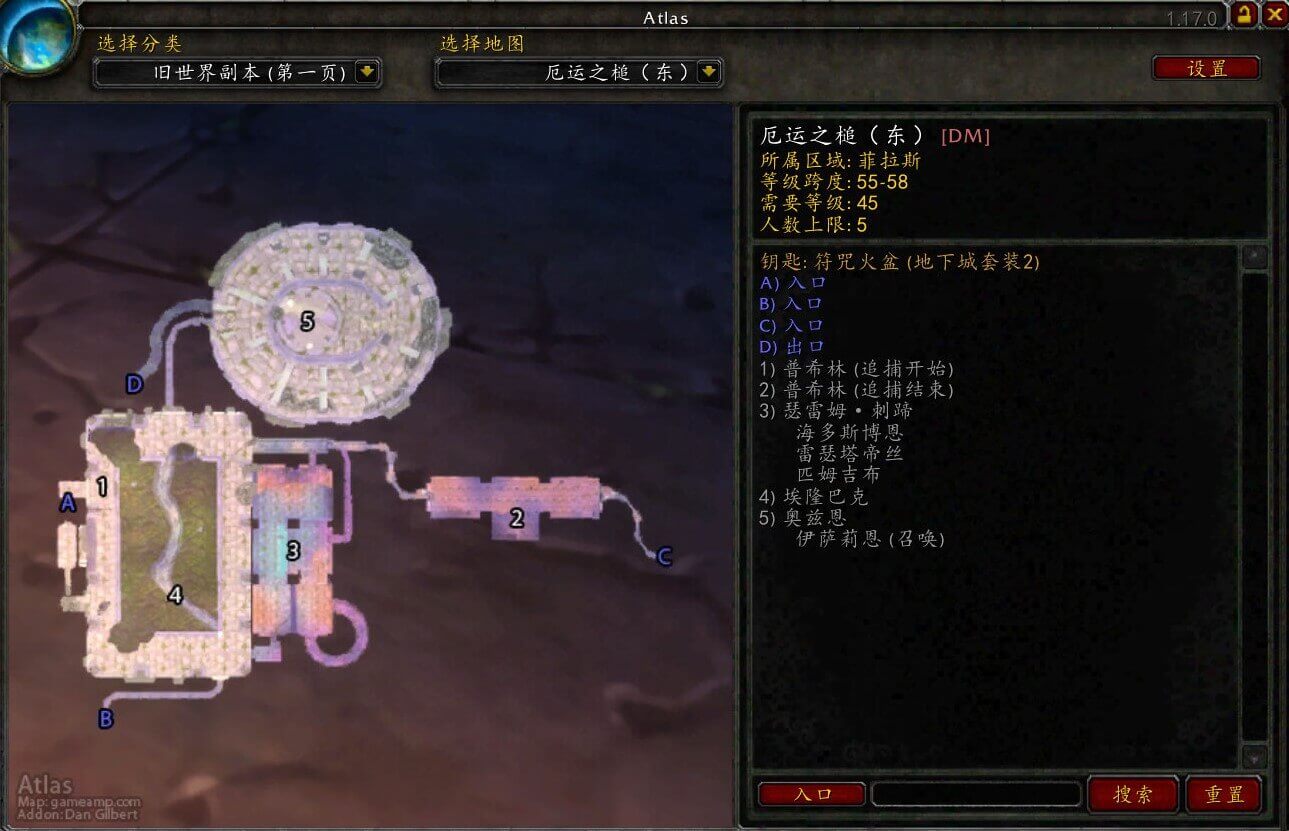 Atlas
1.17.0
选择分类
选择地图
旧世界副本 (第一页)
厄运之槌（东）
设置
厄运之槌（东） [DM]
所属区域: 菲拉斯
等级跨度: 55-58
需要等级: 45
人数上限: 5
钥匙: 符咒火盆 (地下城套装2)
A) 入口
B) 入口
C) 入口
D) 出口
1) 普希林 (追捕开始)
2) 普希林 (追捕结束)
3) 瑟雷姆·刺蹄
海多斯博恩
雷瑟塔帝丝
匹姆吉布
4) 埃隆巴克
5) 奥兹恩
伊萨莉恩 (召唤)
5
D
1
A
2
3
C
4
B
Atlas
Map: gameamp.com
Addon: Dan Gilbert
入口
搜索
重置